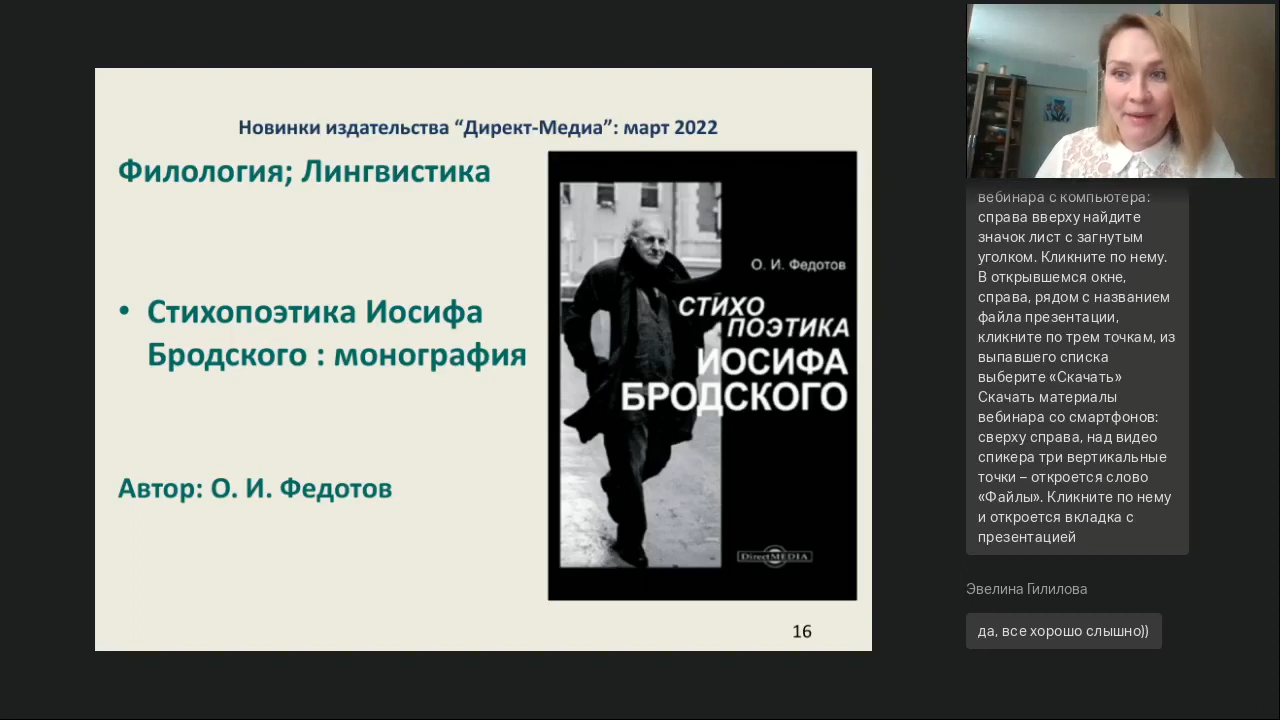 Новинки издательства “Директ-Медиа”: март 2022
Филология; Лингвистика
• Стихопоэтика Иосифа
Бродского : монография
Автор: О. И. Федотов
О. И. Федотов
СТИХО
ПОЭТИКА
ИОСИФА
БРОДСКОГО
DirectMEDIA
16
вебинара с компьютера:
справа вверху найдите
значок лист с загнутым
уголком. Кликните по нему.
В открывшемся окне,
справа, рядом с названием
файла презентации,
кликните по трем точкам, из
выпавшего списка
выберите «Скачать»
Скачать материалы
вебинара со смартфонов:
сверху справа, над видео
спикера три вертикальные
точки – откроется слово
«Файлы». Кликните по нему
и откроется вкладка с
презентацией
Эвелина Гилилова
да, все хорошо слышно))